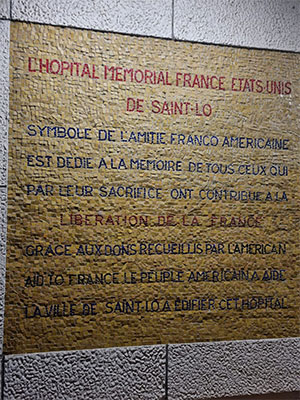 L'HOPITAL MEMORIAL FRANCE ETATS UNIS
DE SAINT-LO
SYMBOLE DE LAMITIE FRANCO AMERICAINE
EST DEDIE A LA MEMOIRE DE TOUS CEUX QUI
PAR LEUR SACRIFICE ONT CONTRIBUE A LA
LIBERATION DE LA FRANCE
GRACE AUX DONS RECUEILLIS PAR L'AMERICAN
AID TO FRANCE LE PEUPLE AMERICAIN A AIDE
LA VILLE DE SAINT-LO A EDIFIER CET HOPITAL